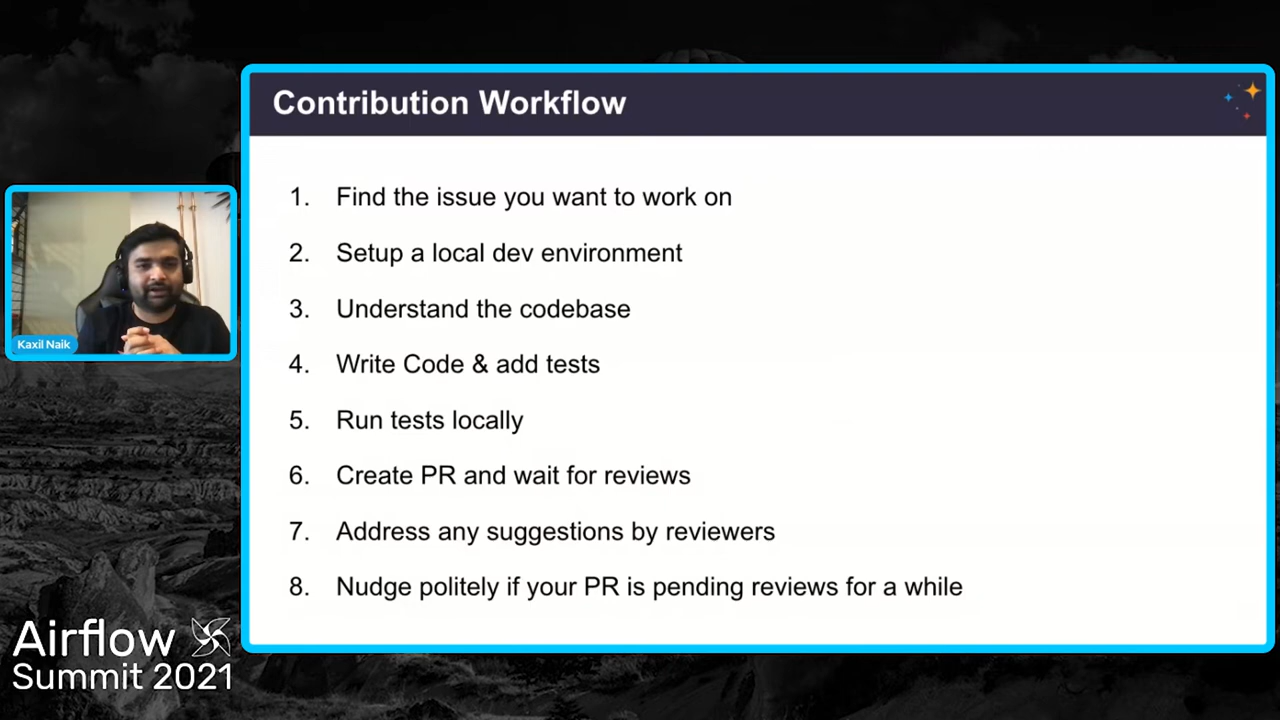 Contribution Workflow
1. Find the issue you want to work on
2. Setup a local dev environment
3. Understand the codebase
4. Write Code & add tests
5. Run tests locally
6. Create PR and wait for reviews
7. Address any suggestions by reviewers
8. Nudge politely if your PR is pending reviews for a while
Kaxil Naik
Airflow
Summit 2021